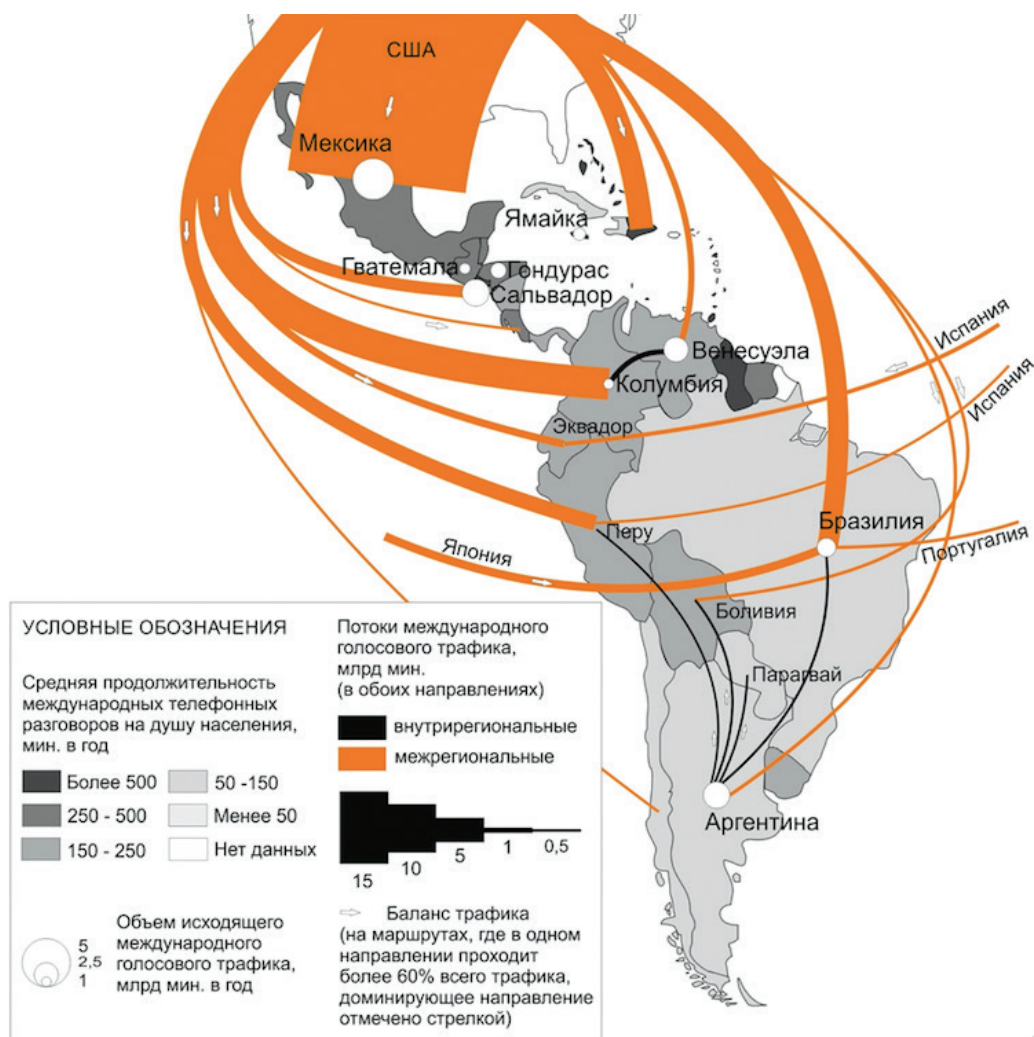 США
Мексика
Ямайка
Гватемала
Гондурас
Сальвадор
Испания
Венесуэла
Колумбия
Испания
Эквадор
Бразилия
Перу
Португалия
Япония
Боливия
Парагвай
Аргентина
УСЛОВНЫЕ ОБОЗНАЧЕНИЯ
Средняя продолжительность
международных телефонных
разговоров на душу населения,
мин. в год
Более 500
50 -150
250 - 500
Менее 50
150 - 250
Нет данных
Объем исходящего
международного
голосового трафика,
млрд мин. в год
5
2,5
1
Потоки международного
голосового трафика,
млрд мин.
(в обоих направлениях)
внутрирегиональные
межрегиональные
15
10
5
1
0,5
Баланс трафика
(на маршрутах, где в одном
направлении проходит
более 60% всего трафика,
доминирующее направление
отмечено стрелкой)